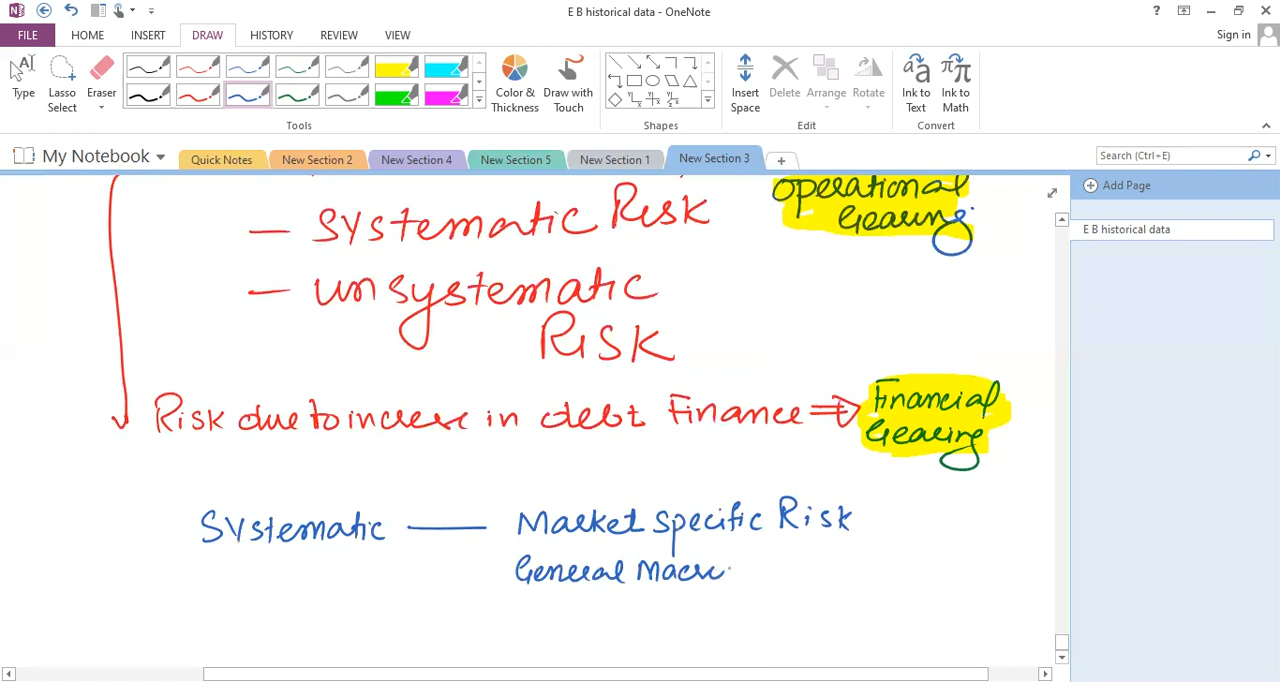 E B historical data - OneNote
?
FILE HOME INSERT DRAW HISTORY REVIEW VIEW
Sign in
Type
Lasso Select
Eraser
Color & Thickness
Draw with Touch
Insert Space
Delete
Arrange
Rotate
Ink to Text
Ink to Math
Tools
Shapes
Edit
Convert
My Notebook
Quick Notes New Section 2 New Section 4 New Section 5 New Section 1 New Section 3
Search (Ctrl+E)
Add Page
E B historical data
Operational
Gearing
— Systematic Risk
— unsystematic
Risk
Risk due to increse in debt Finance ⇒ Financial
Gearing
Systematic — Market specific Risk
General Macr